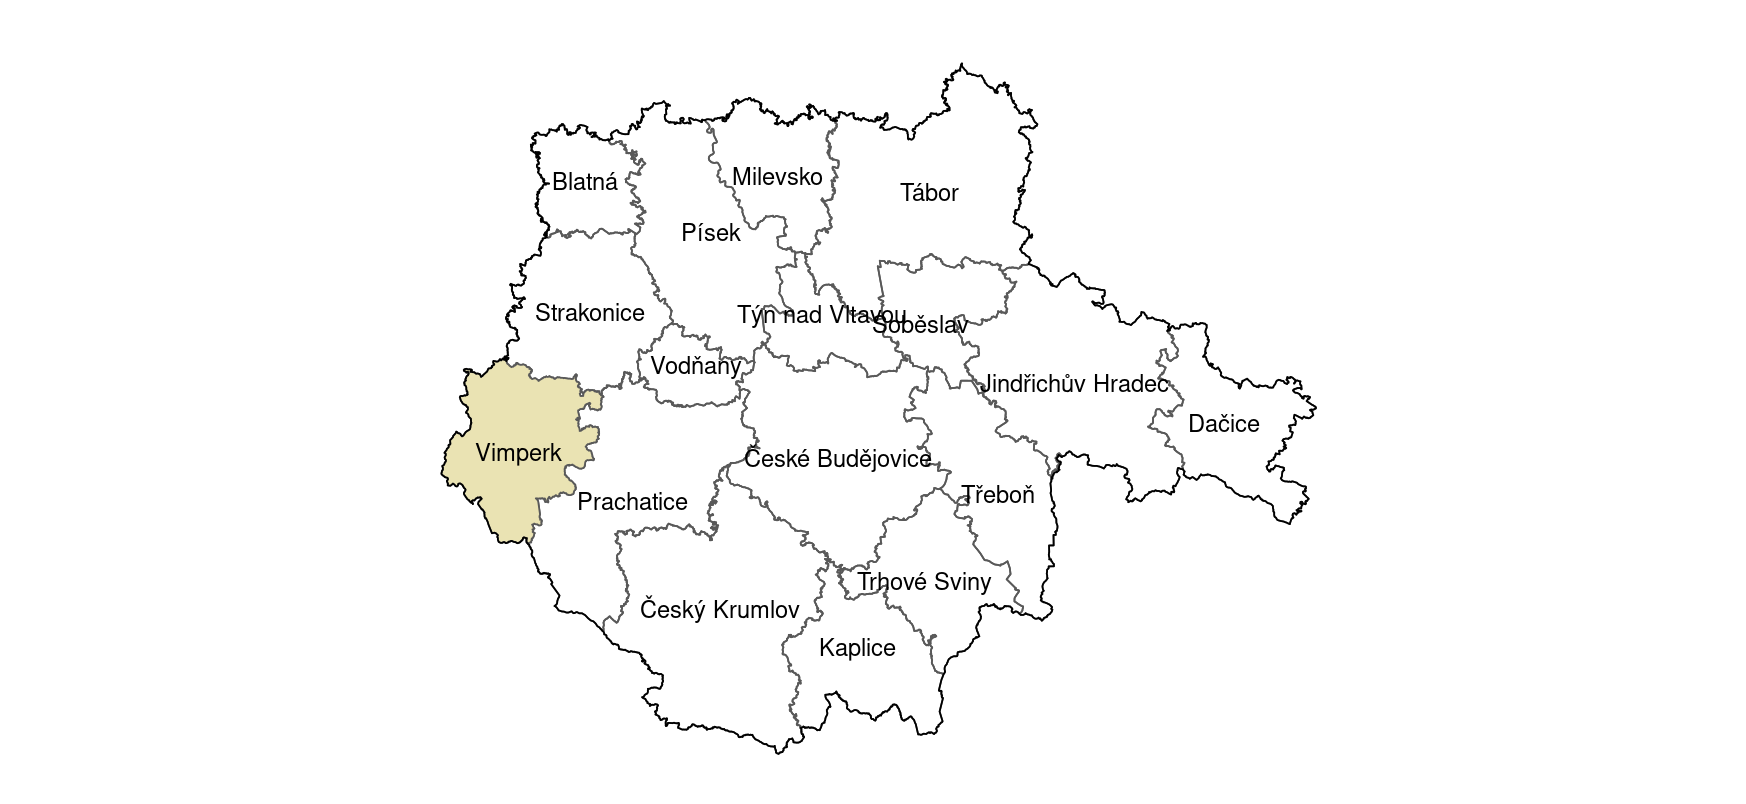 Milevsko
Blatná
Tábor
Písek
Strakonice
Týn nad Vltavou
Soběslav
Vodňany
Jindřichův Hradec
Dačice
Vimperk
České Budějovice
Třeboň
Prachatice
Trhové Sviny
Český Krumlov
Kaplice